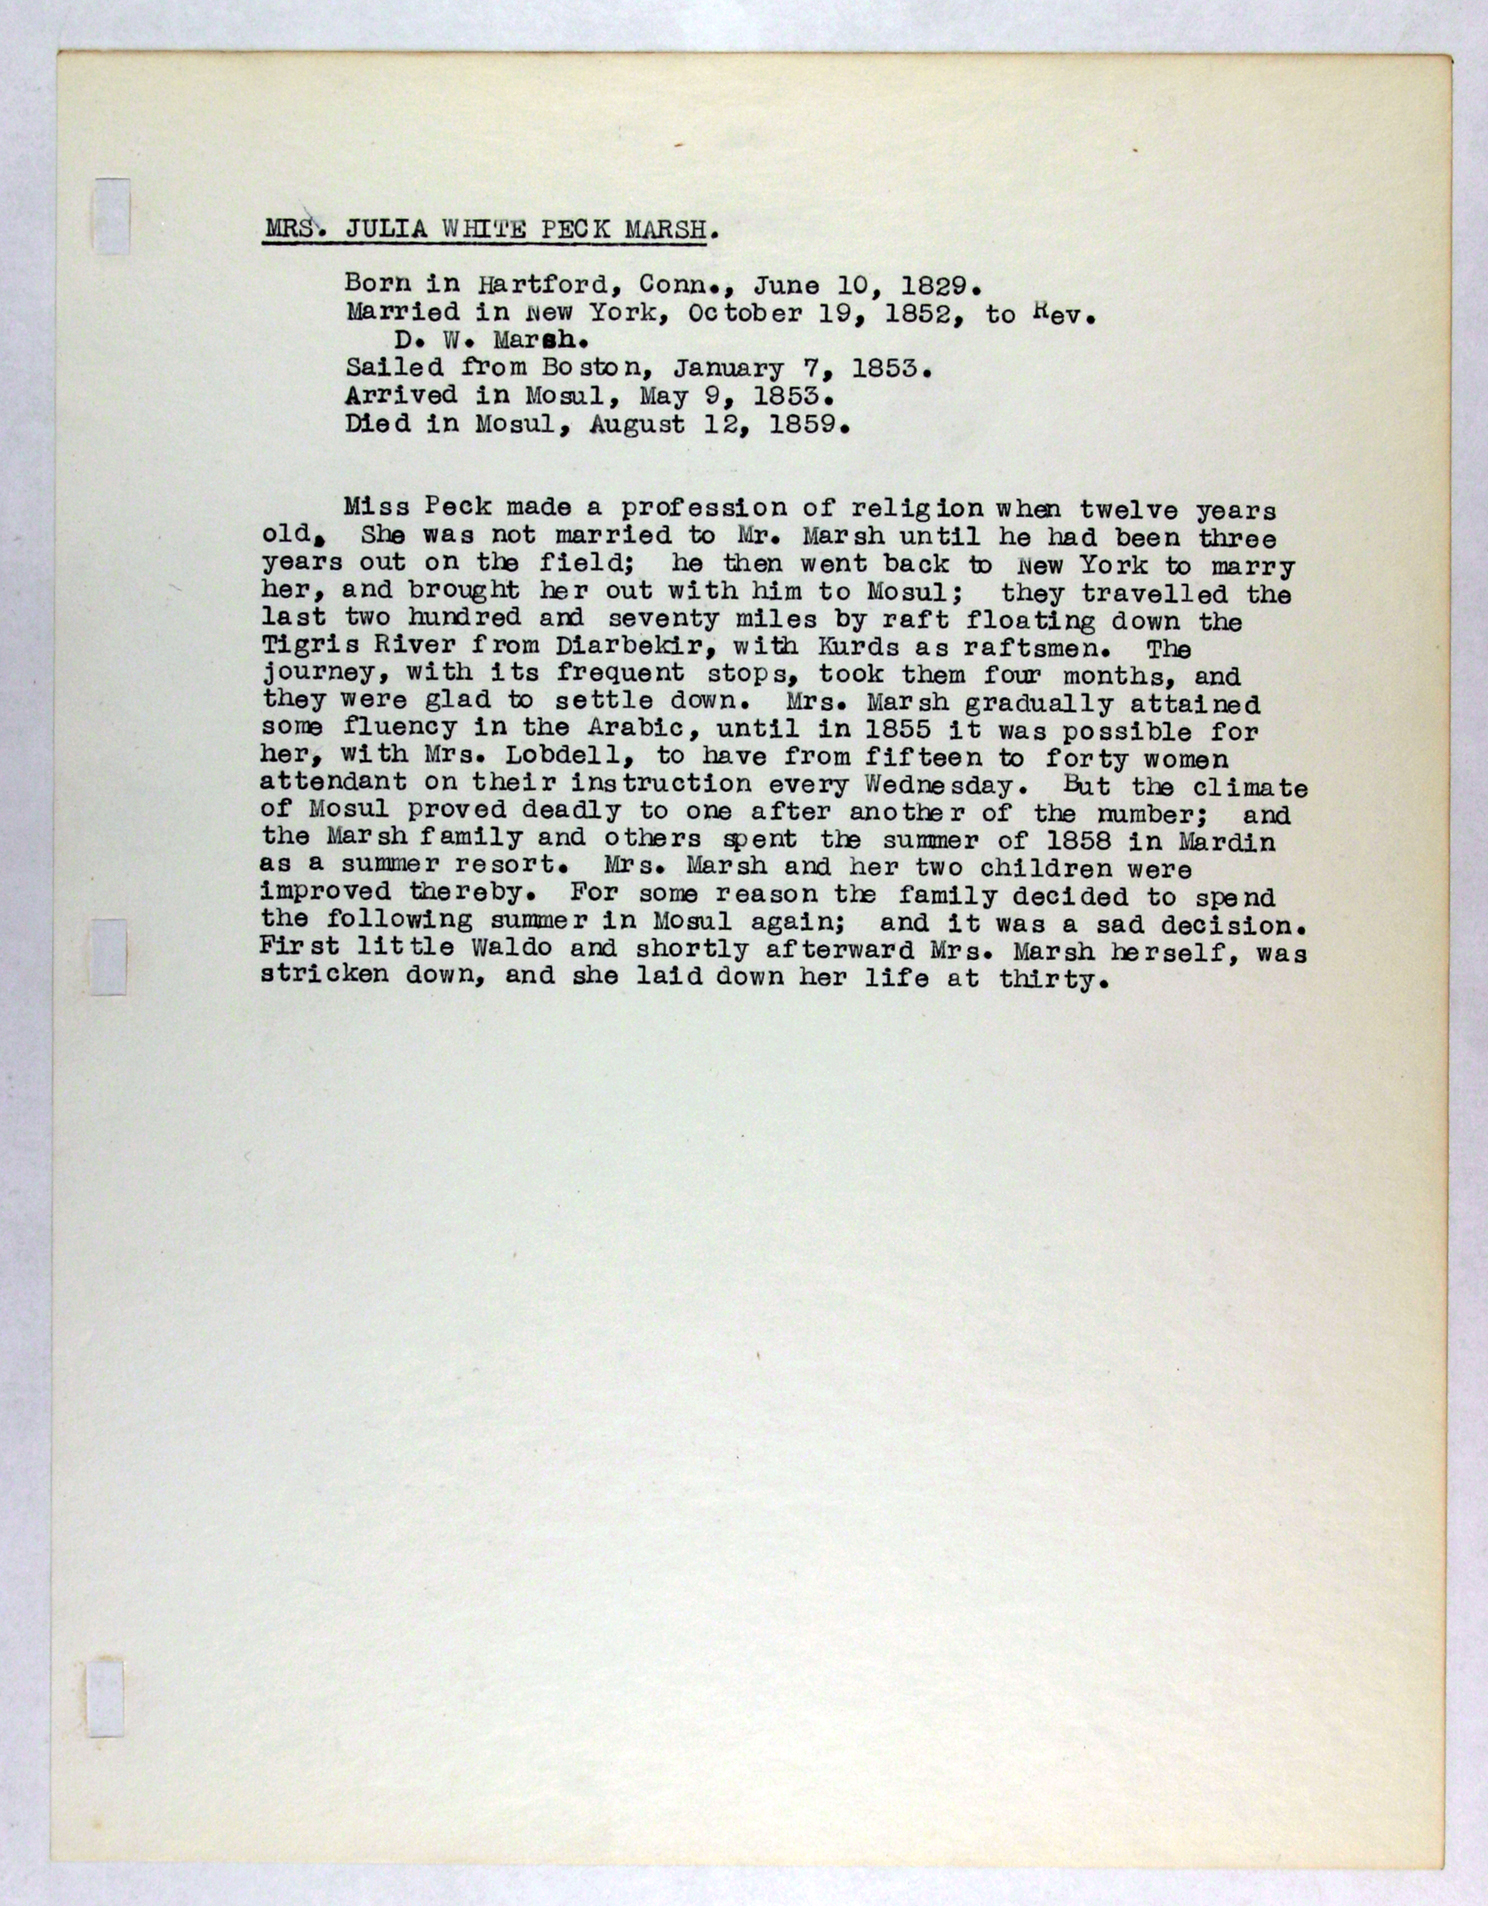 MRS. JULIA WHITE PECK MARSH.
Born in Hartford, Conn., June 10, 1829.
Married in New York, October 19, 1852, to Rev.
D. W. Marsh.
Sailed from Boston, January 7, 1853.
Arrived in Mosul, May 9, 1853.
Died in Mosul, August 12, 1859.
Miss Peck made a profession of religion when twelve years
old. She was not married to Mr. Marsh until he had been three
years out on the field; he then went back to New York to marry
her, and brought her out with him to Mosul; they travelled the
last two hundred and seventy miles by raft floating down the
Tigris River from Diarbekir, with Kurds as raftsmen. The
journey, with its frequent stops, took them four months, and
they were glad to settle down. Mrs. Marsh gradually attained
some fluency in the Arabic, until in 1855 it was possible for
her, with Mrs. Lobdell, to have from fifteen to forty women
attendant on their instruction every Wednesday. But the climate
of Mosul proved deadly to one after another of the number; and
the Marsh family and others spent the summer of 1858 in Mardin
as a summer resort. Mrs. Marsh and her two children were
improved thereby. For some reason the family decided to spend
the following summer in Mosul again; and it was a sad decision.
First little Waldo and shortly afterward Mrs. Marsh herself, was
stricken down, and she laid down her life at thirty.